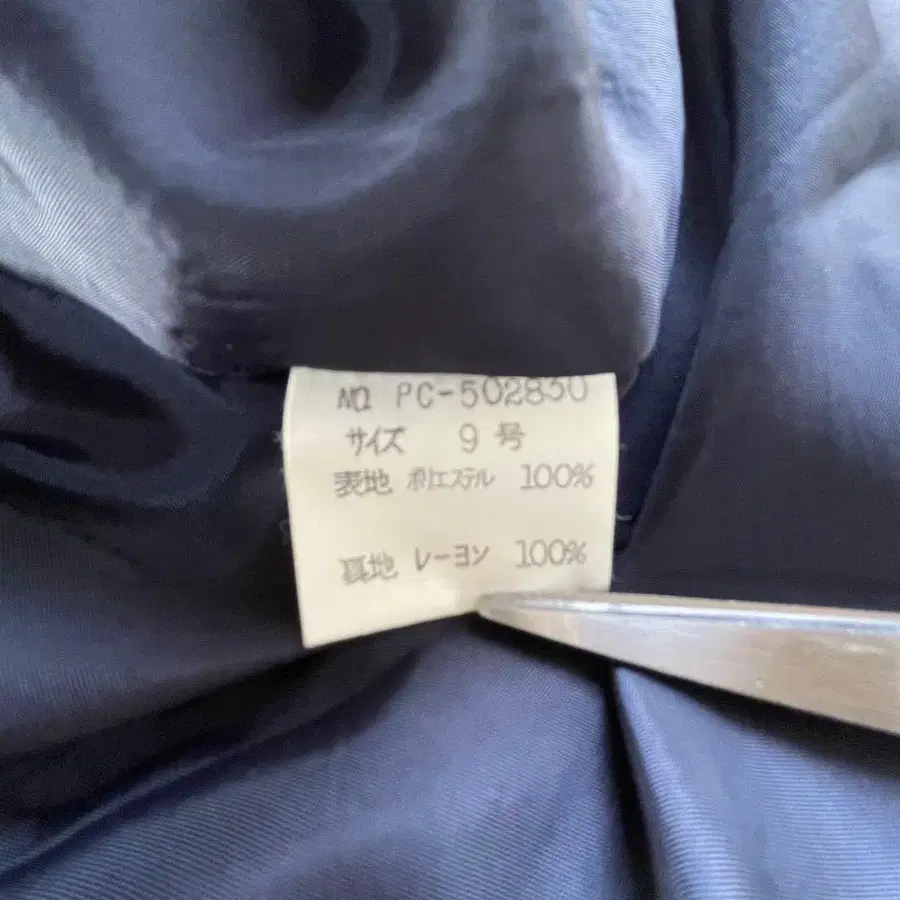 No. PC-502830
サイズ 9 号
表地 ポリエステル 100%
裏地 レーヨン 100%